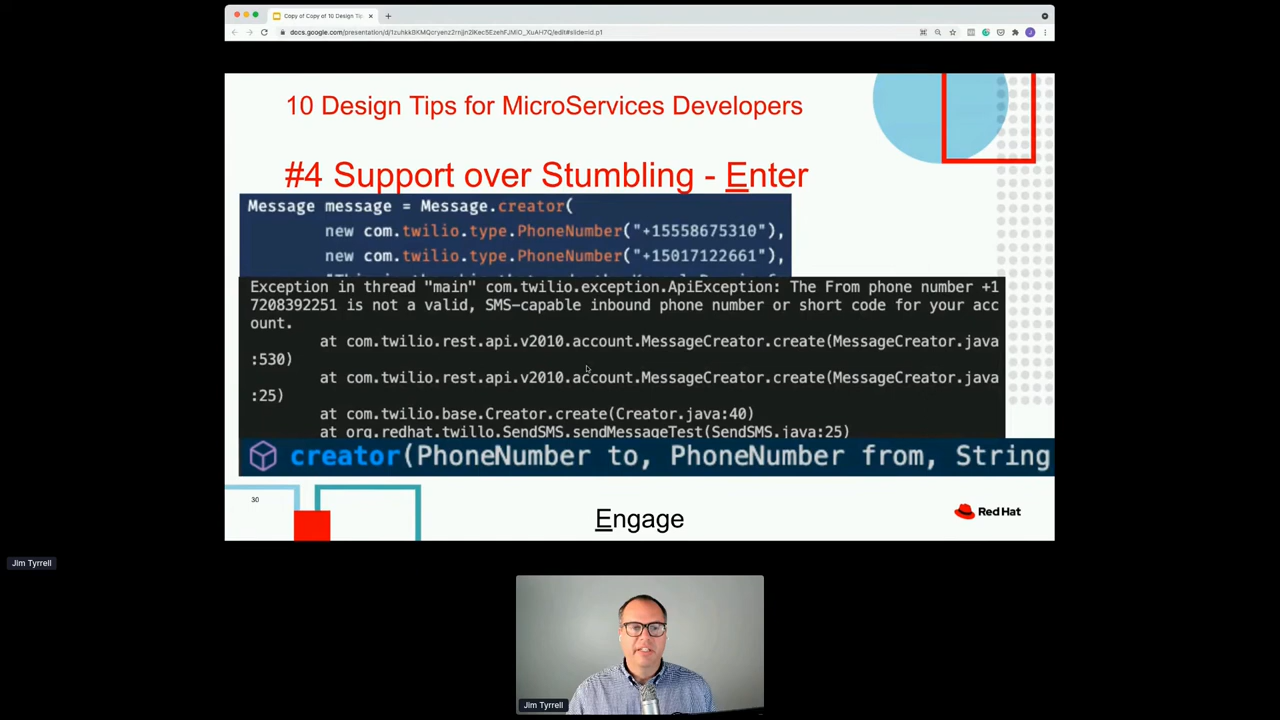 Copy of Copy of 10 Design Tip
docs.google.com/presentation/d/1zuhkkBKMQcryenz2rnjjn2lKec5EzehFJMlO_XuAH7Q/edit#slide=id.p1
10 Design Tips for MicroServices Developers
#4 Support over Stumbling - Enter
Message message = Message.creator(
new com.twilio.type.PhoneNumber("+15558675310"),
new com.twilio.type.PhoneNumber("+15017122661"),
Exception in thread "main" com.twilio.exception.ApiException: The From phone number +1
7208392251 is not a valid, SMS-capable inbound phone number or short code for your acc
ount.
at com.twilio.rest.api.v2010.account.MessageCreator.create(MessageCreator.java
:530)
at com.twilio.rest.api.v2010.account.MessageCreator.create(MessageCreator.java
:25)
at com.twilio.base.Creator.create(Creator.java:40)
at org.redhat.twillo.SendSMS.sendMessageTest(SendSMS.java:25)
creator(PhoneNumber to, PhoneNumber from, String
30
Engage
Red Hat
Jim Tyrrell
Jim Tyrrell